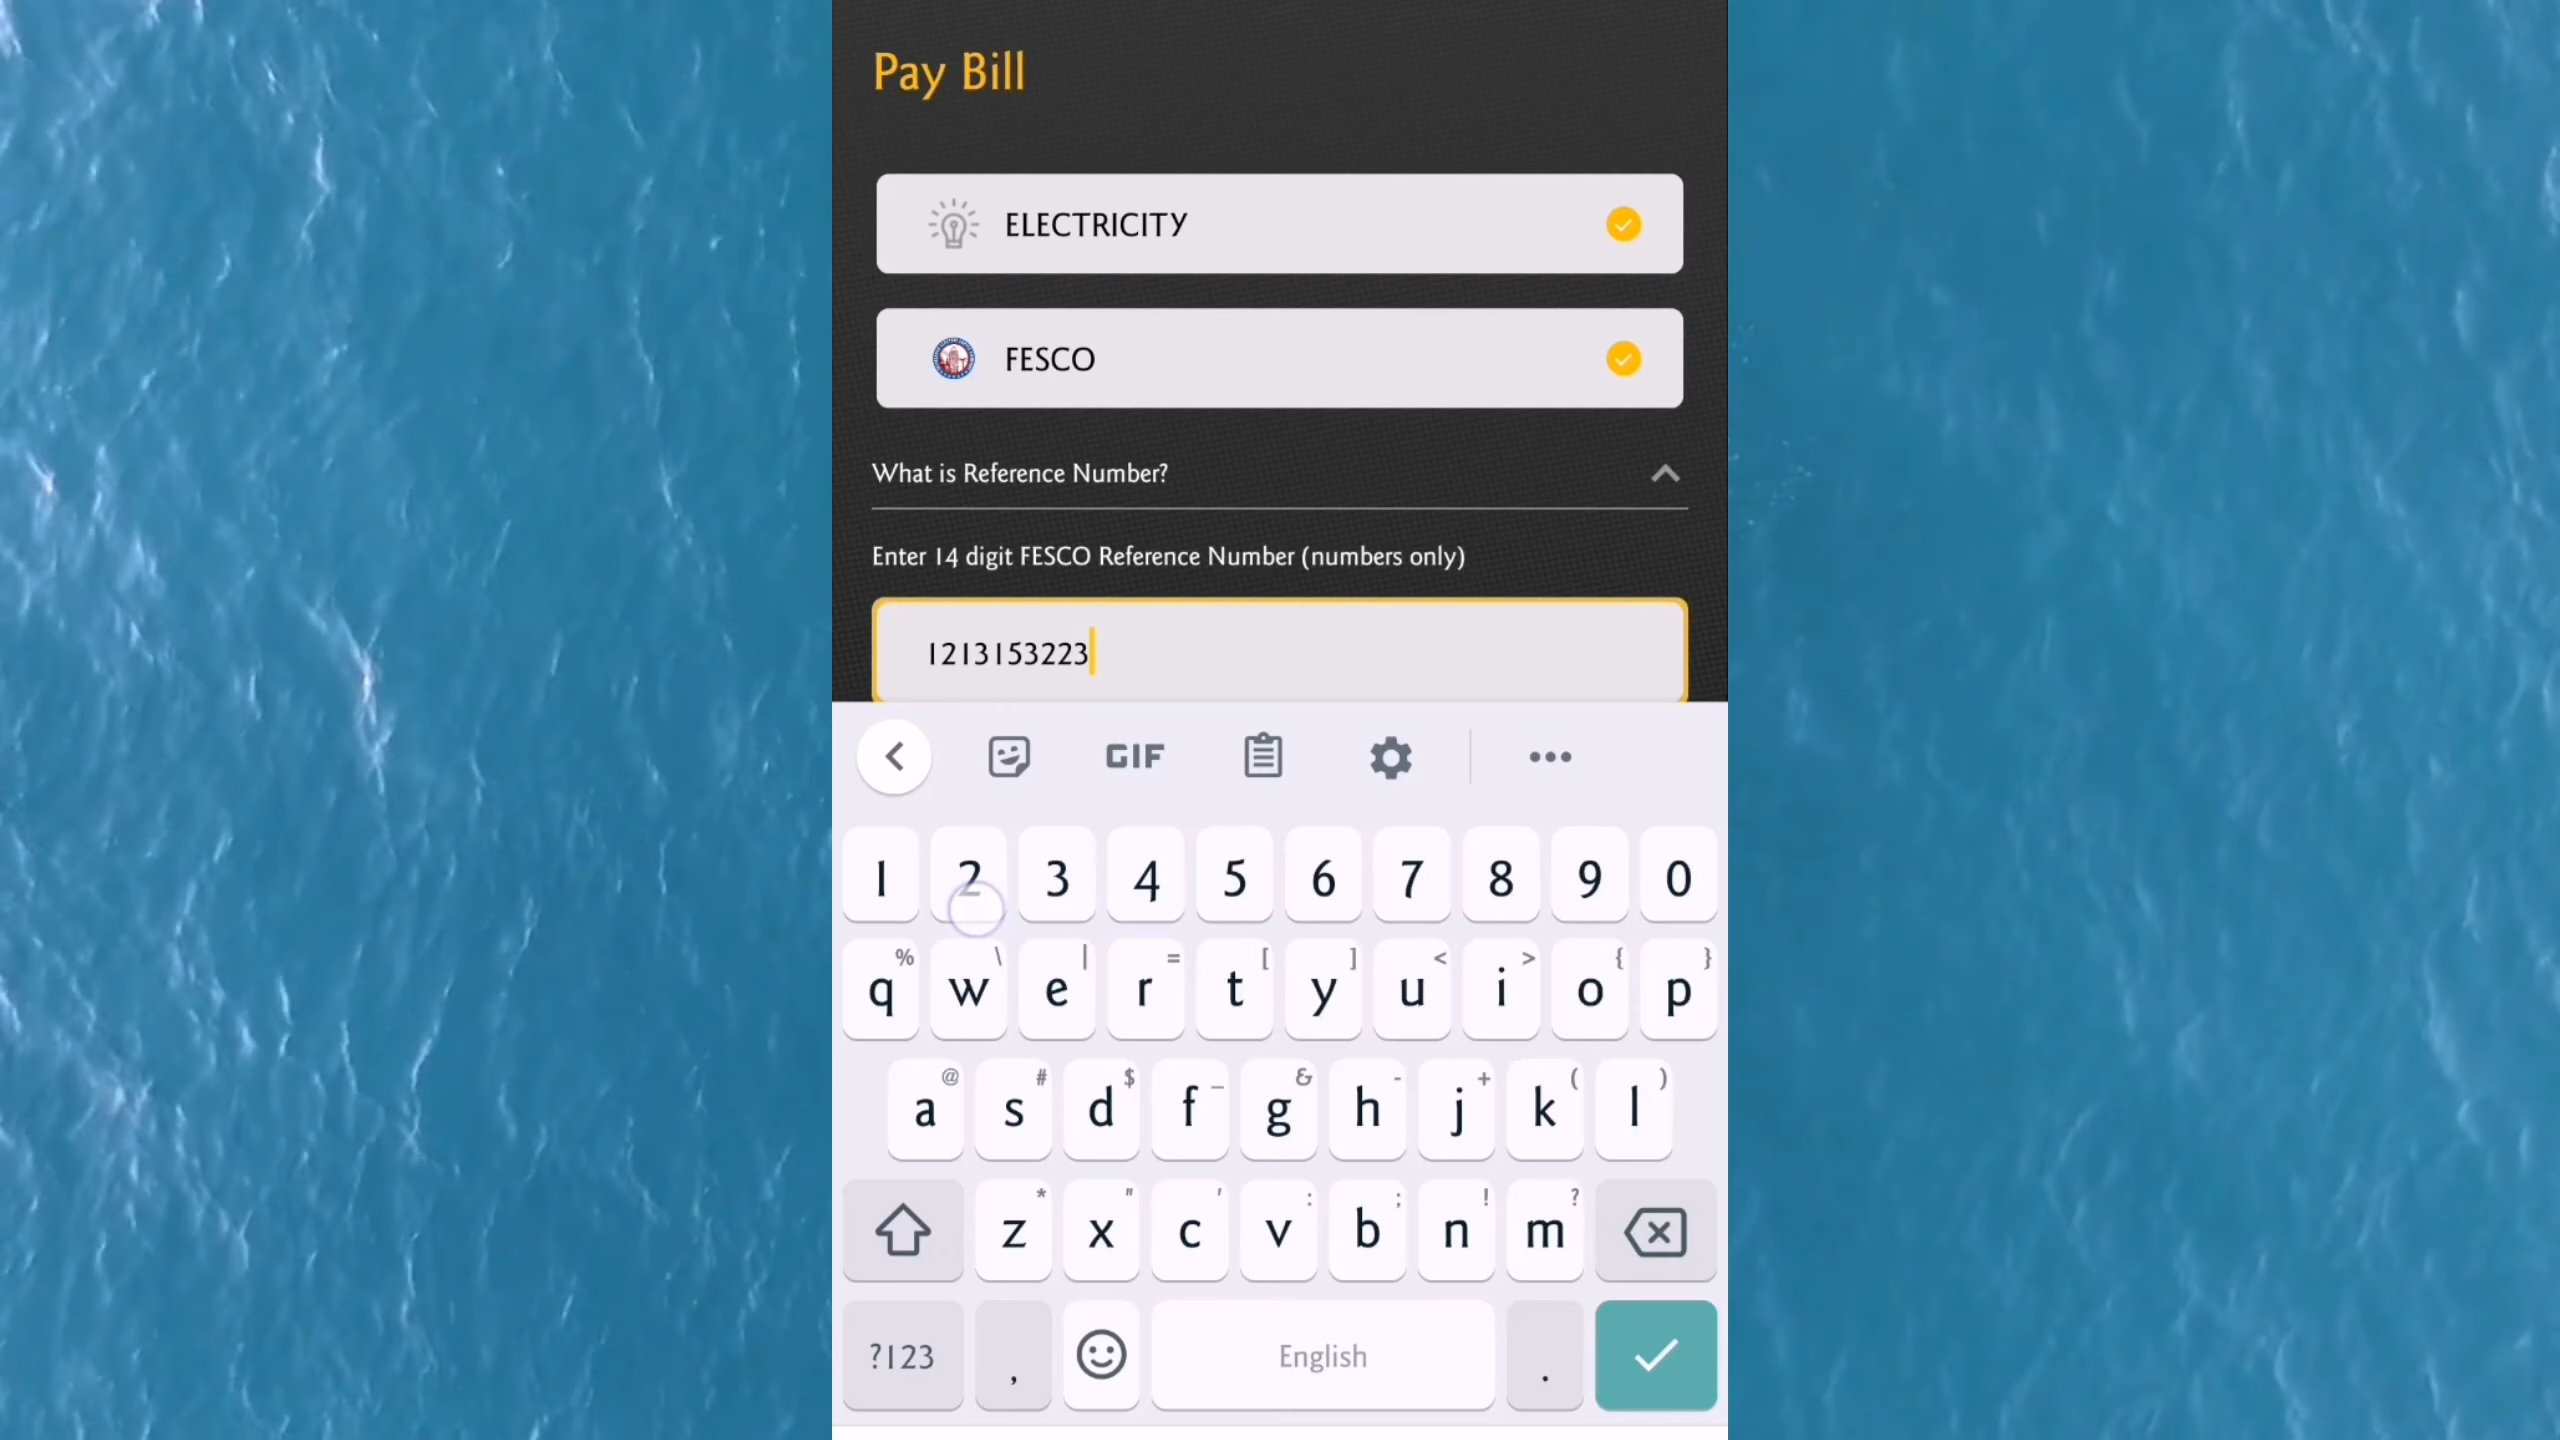 Pay Bill
ELECTRICITY
FESCO
What is Reference Number?
Enter 14 digit FESCO Reference Number (numbers only)
1213153223
GIF
1 2 3 4 5 6 7 8 9 0
% \ | = [ ] < > { }
q w e r t y u i o p
@ # $ _ & - + ( )
a s d f g h j k l
* " ' : ; ! ?
z x c v b n m
?123 , English .